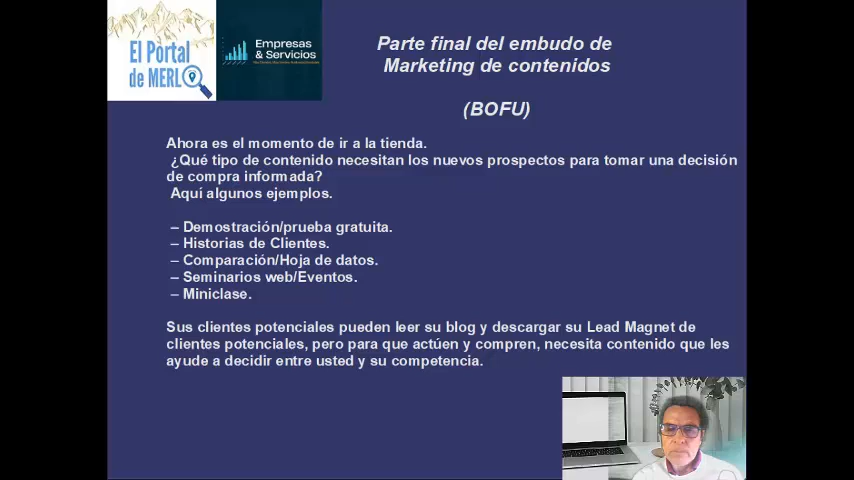 El Pòrtal
de MERLO
Empresas
& Servicios
Parte final del embudo de
Marketing de contenidos
(BOFU)
Ahora es el momento de ir a la tienda.
¿Qué tipo de contenido necesitan los nuevos prospectos para tomar una decisión
de compra informada?
Aquí algunos ejemplos.
– Demostración/prueba gratuita.
– Historias de Clientes.
– Comparación/Hoja de datos.
– Seminarios web/Eventos.
– Miniclase.
Sus clientes potenciales pueden leer su blog y descargar su Lead Magnet de
clientes potenciales, pero para que actúen y compren, necesita contenido que les
ayude a decidir entre usted y su competencia.